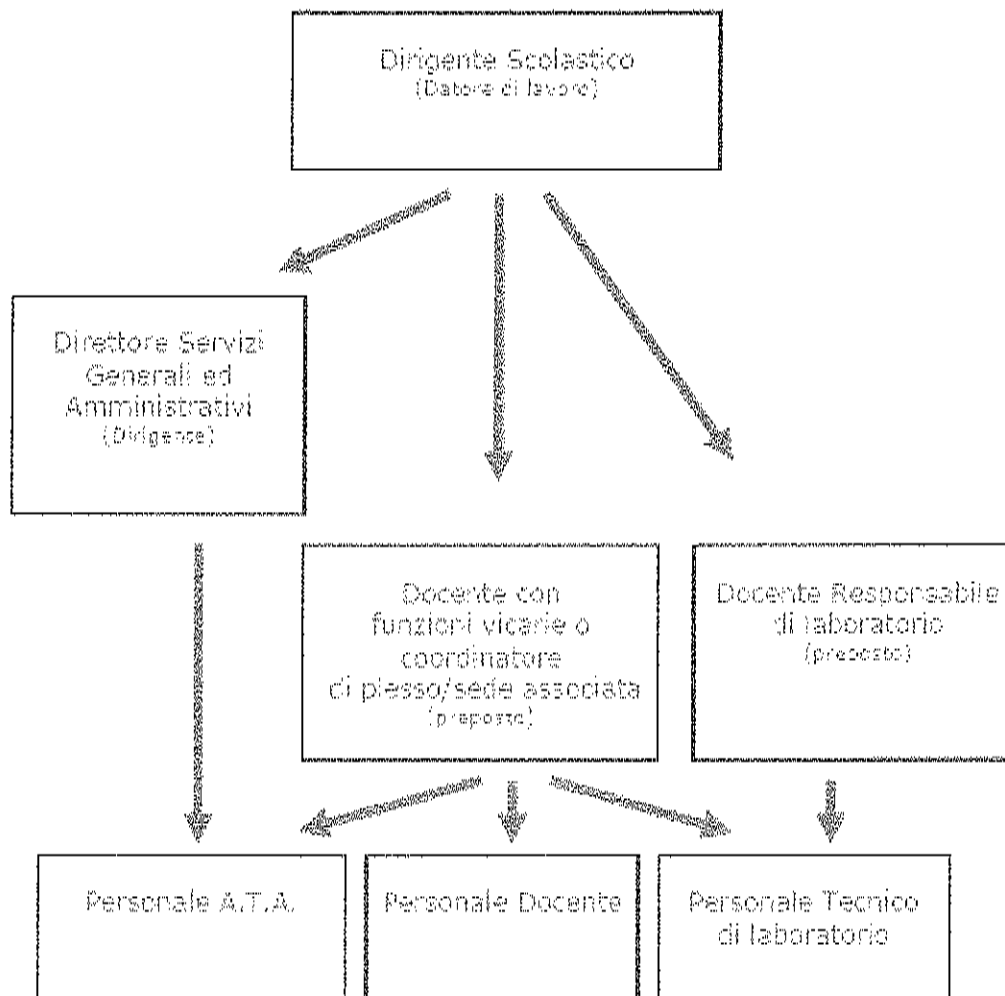 Dirigente Scolastico
(Datore di lavoro)
Direttore Servizi
Generali ed
Amministrativi
(Dirigente)
Docente con
funzioni vicarie o
coordinatore
di plesso/sede associata
(preposto)
Docente Responsabile
di laboratorio
(preposto)
Personale A.T.A.
Personale Docente
Personale Tecnico
di laboratorio